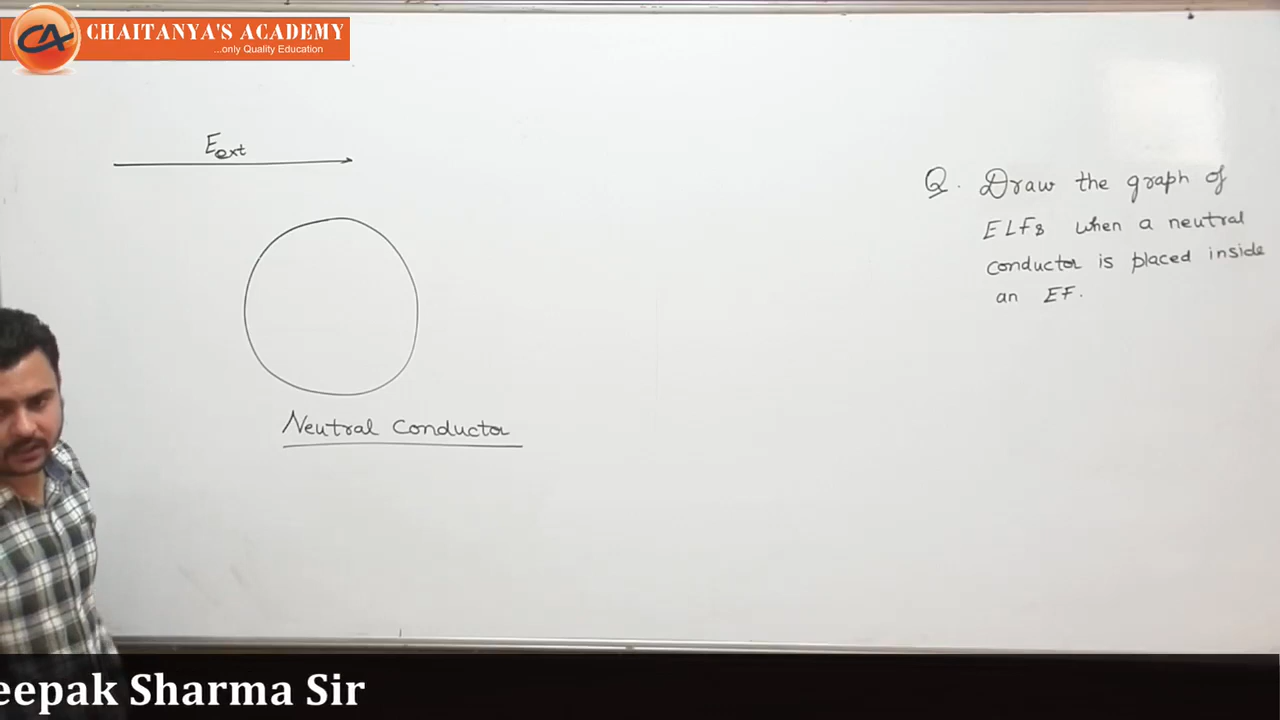 CHAITANYA'S ACADEMY
...only Quality Education
CA
Eext
Neutral Conductor
Q. Draw the graph of
ELFs when a neutral
conductor is placed inside
an EF.
eepak Sharma Sir